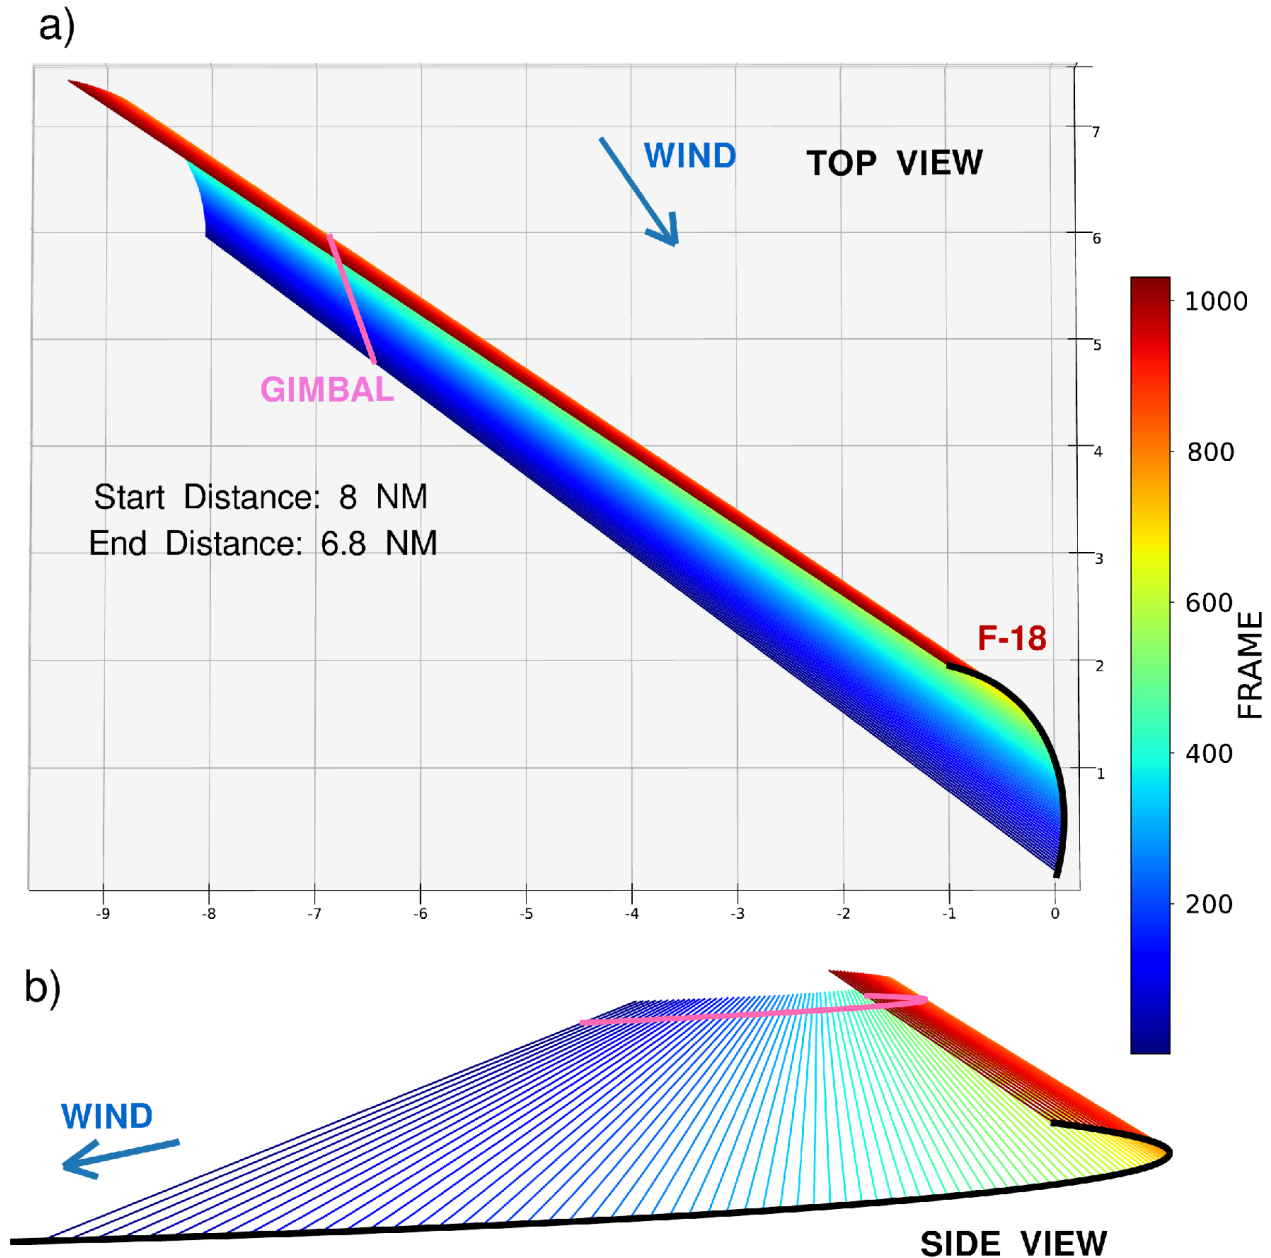 a)
WIND
TOP VIEW
7
6
GIMBAL
5
4
Start Distance: 8 NM
End Distance: 6.8 NM
3
F-18
2
1
-9 -8 -7 -6 -5 -4 -3 -2 -1 0
1000
800
600
400
200
FRAME
b)
WIND
SIDE VIEW